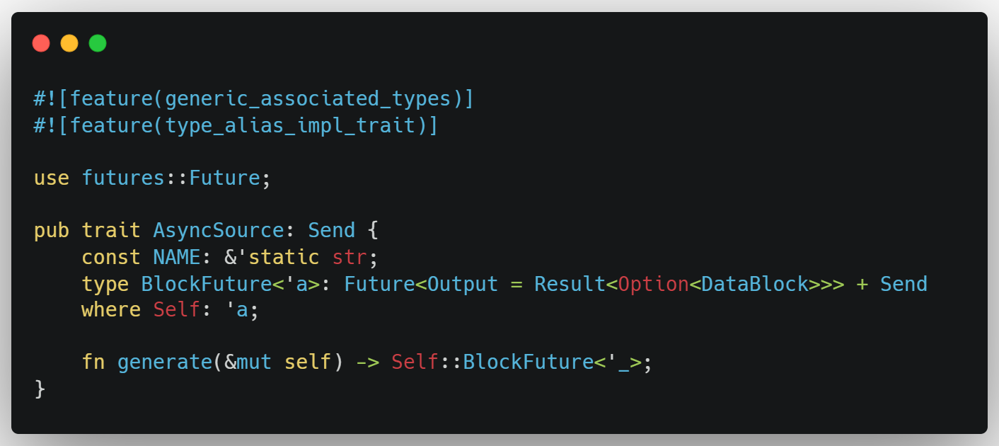 #![feature(generic_associated_types)]
#![feature(type_alias_impl_trait)]

use futures::Future;

pub trait AsyncSource: Send {
    const NAME: &'static str;
    type BlockFuture<'a>: Future<Output = Result<Option<DataBlock>>> + Send
    where Self: 'a;

    fn generate(&mut self) -> Self::BlockFuture<'_>;
}